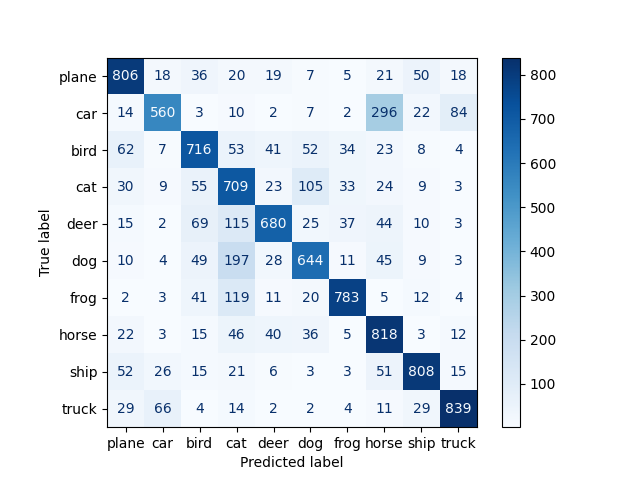 plane 806 18 36 20 19 7 5 21 50 18
car 14 560 3 10 2 7 2 296 22 84
bird 62 7 716 53 41 52 34 23 8 4
cat 30 9 55 709 23 105 33 24 9 3
deer 15 2 69 115 680 25 37 44 10 3
dog 10 4 49 197 28 644 11 45 9 3
frog 2 3 41 119 11 20 783 5 12 4
horse 22 3 15 46 40 36 5 818 3 12
ship 52 26 15 21 6 3 3 51 808 15
truck 29 66 4 14 2 2 4 11 29 839
plane car bird cat deer dog frog horse ship truck
Predicted label
True label
800
700
600
500
400
300
200
100